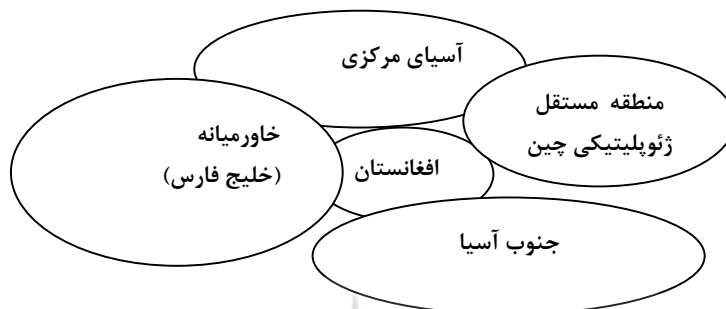 آسیای مرکزی
منطقه مستقل
ژئوپلیتیکی چین
خاورمیانه
(خلیج فارس)
افغانستان
جنوب آسیا